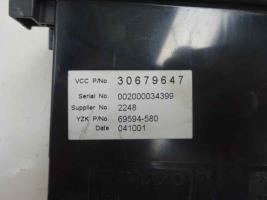 VCC P/No. 30679647
Serial No. 002000034399
Supplier No. 2248
YZK P/No. 69594-580
Date 041001